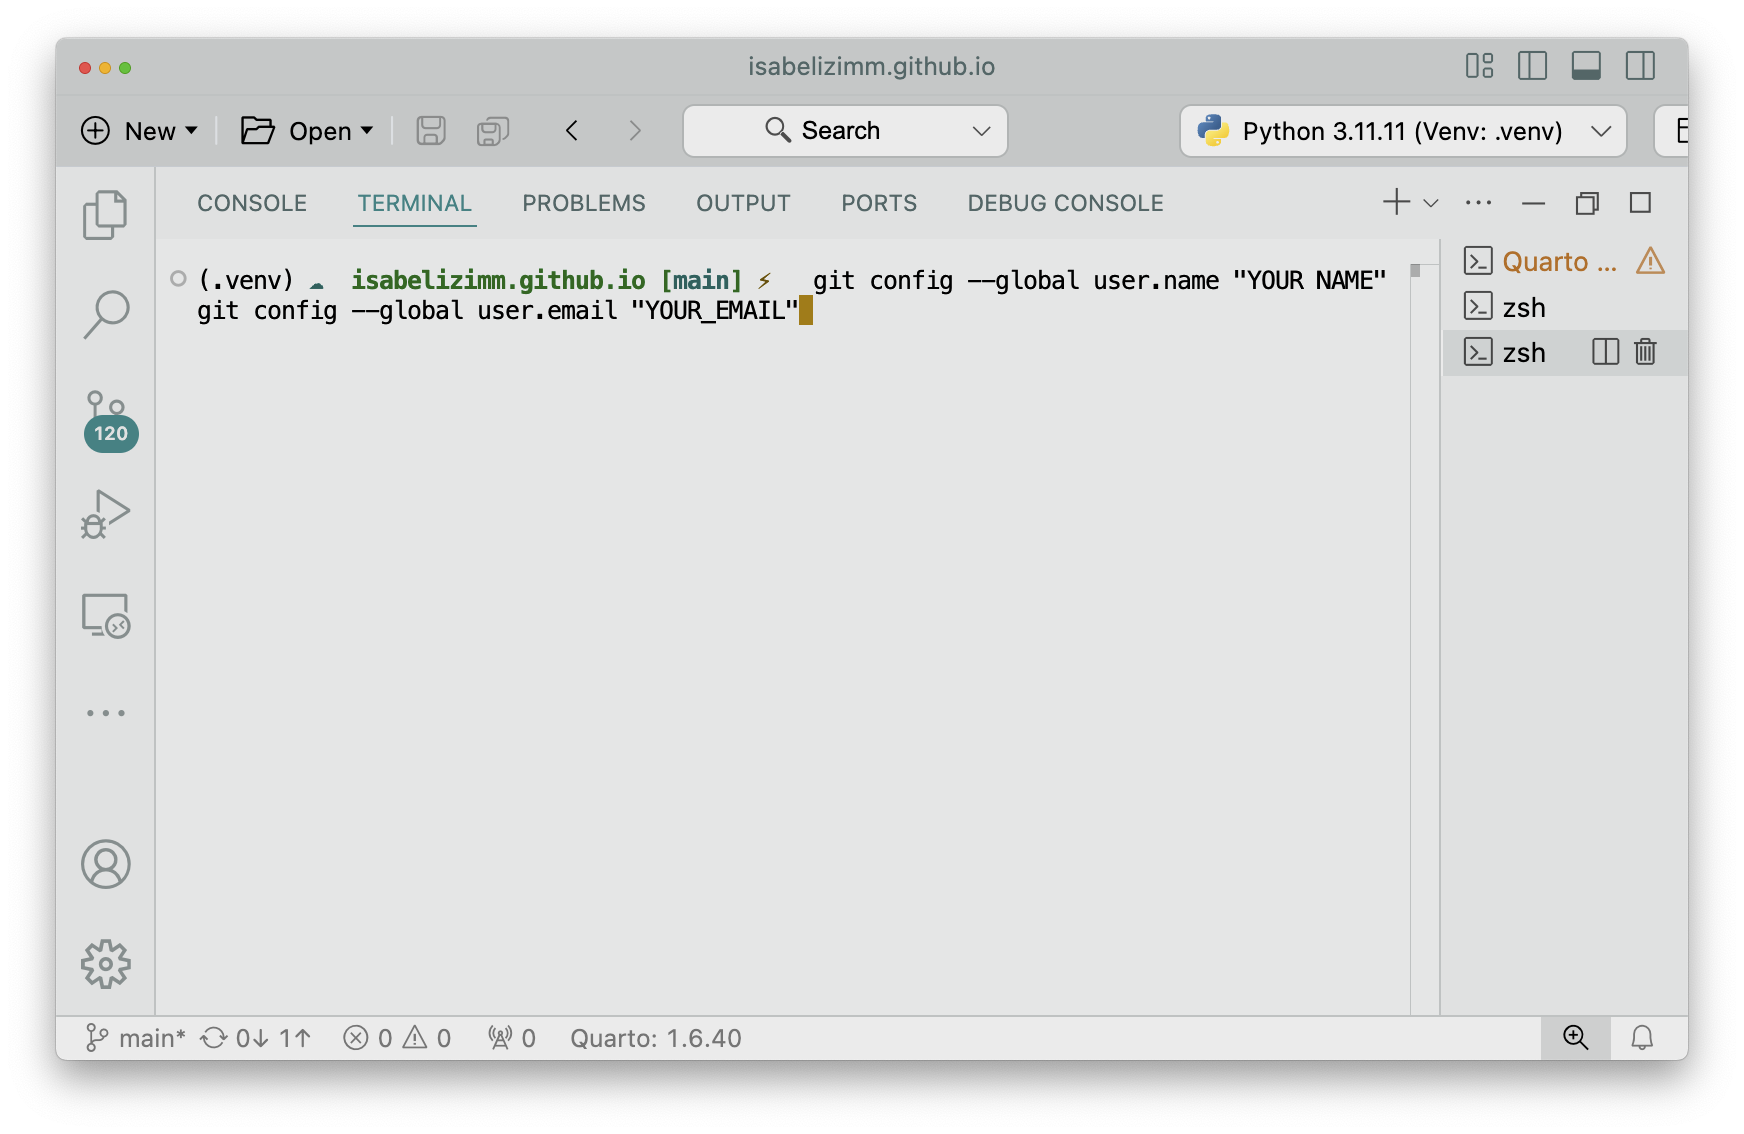 isabelizimm.github.io
New
Open
Search
Python 3.11.11 (Venv: .venv)
CONSOLE
TERMINAL
PROBLEMS
OUTPUT
PORTS
DEBUG CONSOLE
(.venv) ☁ isabelizimm.github.io [main] ⚡ git config --global user.name "YOUR NAME"
git config --global user.email "YOUR_EMAIL"
Quarto ...
zsh
zsh
120
main* 0↓ 1↑ 0 0 0 Quarto: 1.6.40